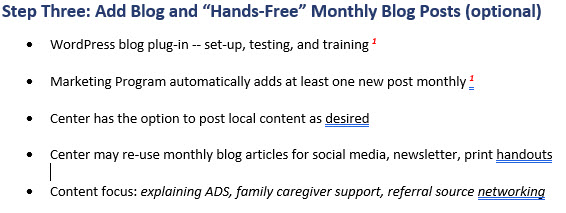 Step Three: Add Blog and “Hands-Free” Monthly Blog Posts (optional)
• WordPress blog plug-in -- set-up, testing, and training 1
• Marketing Program automatically adds at least one new post monthly 1
• Center has the option to post local content as desired
• Center may re-use monthly blog articles for social media, newsletter, print handouts
• Content focus: explaining ADS, family caregiver support, referral source networking